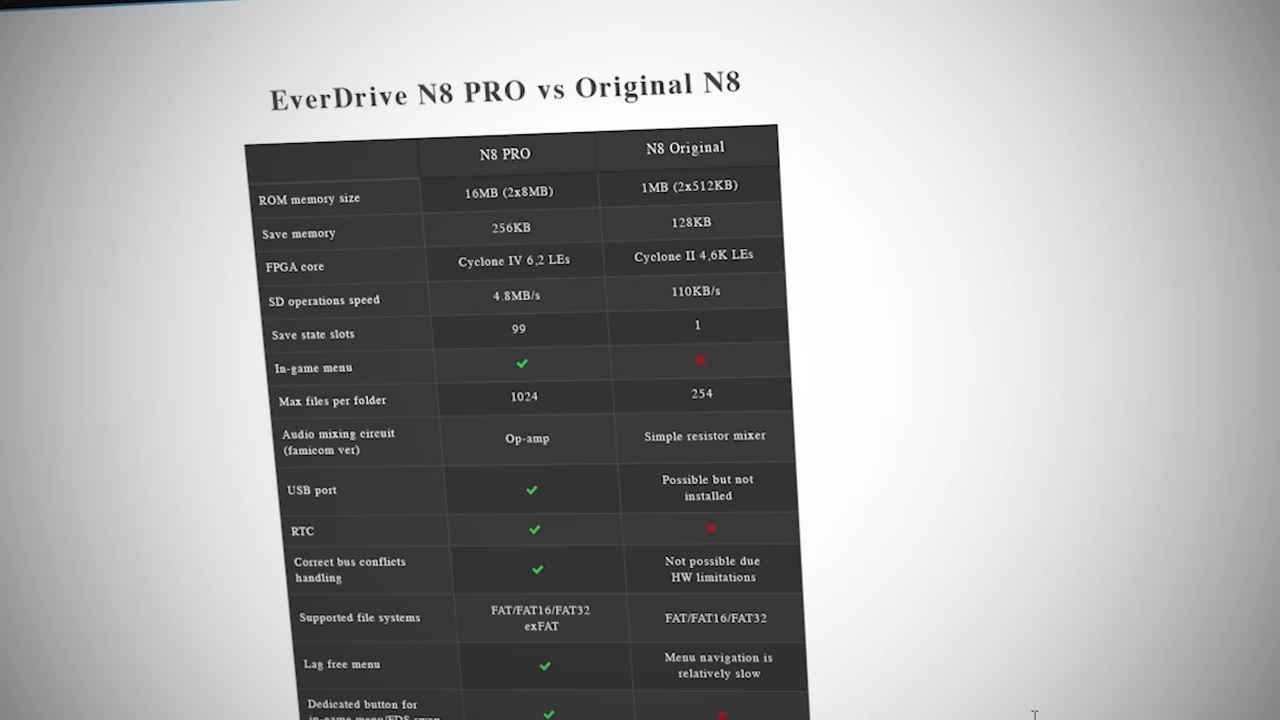 EverDrive N8 PRO vs Original N8
N8 PRO N8 Original
ROM memory size 16MB (2x8MB) 1MB (2x512KB)
Save memory 256KB 128KB
FPGA core Cyclone IV 6,2 LEs Cyclone II 4,6K LEs
SD operations speed 4.8MB/s 110KB/s
Save state slots 99 1
In-game menu
Max files per folder 1024 254
Audio mixing circuit
(famicom ver) Op-amp Simple resistor mixer
USB port Possible but not
installed
RTC
Correct bus conflicts
handling Not possible due
HW limitations
Supported file systems FAT/FAT16/FAT32
exFAT FAT/FAT16/FAT32
Lag free menu Menu navigation is
relatively slow
Dedicated button for
in-game menu/FDS swap